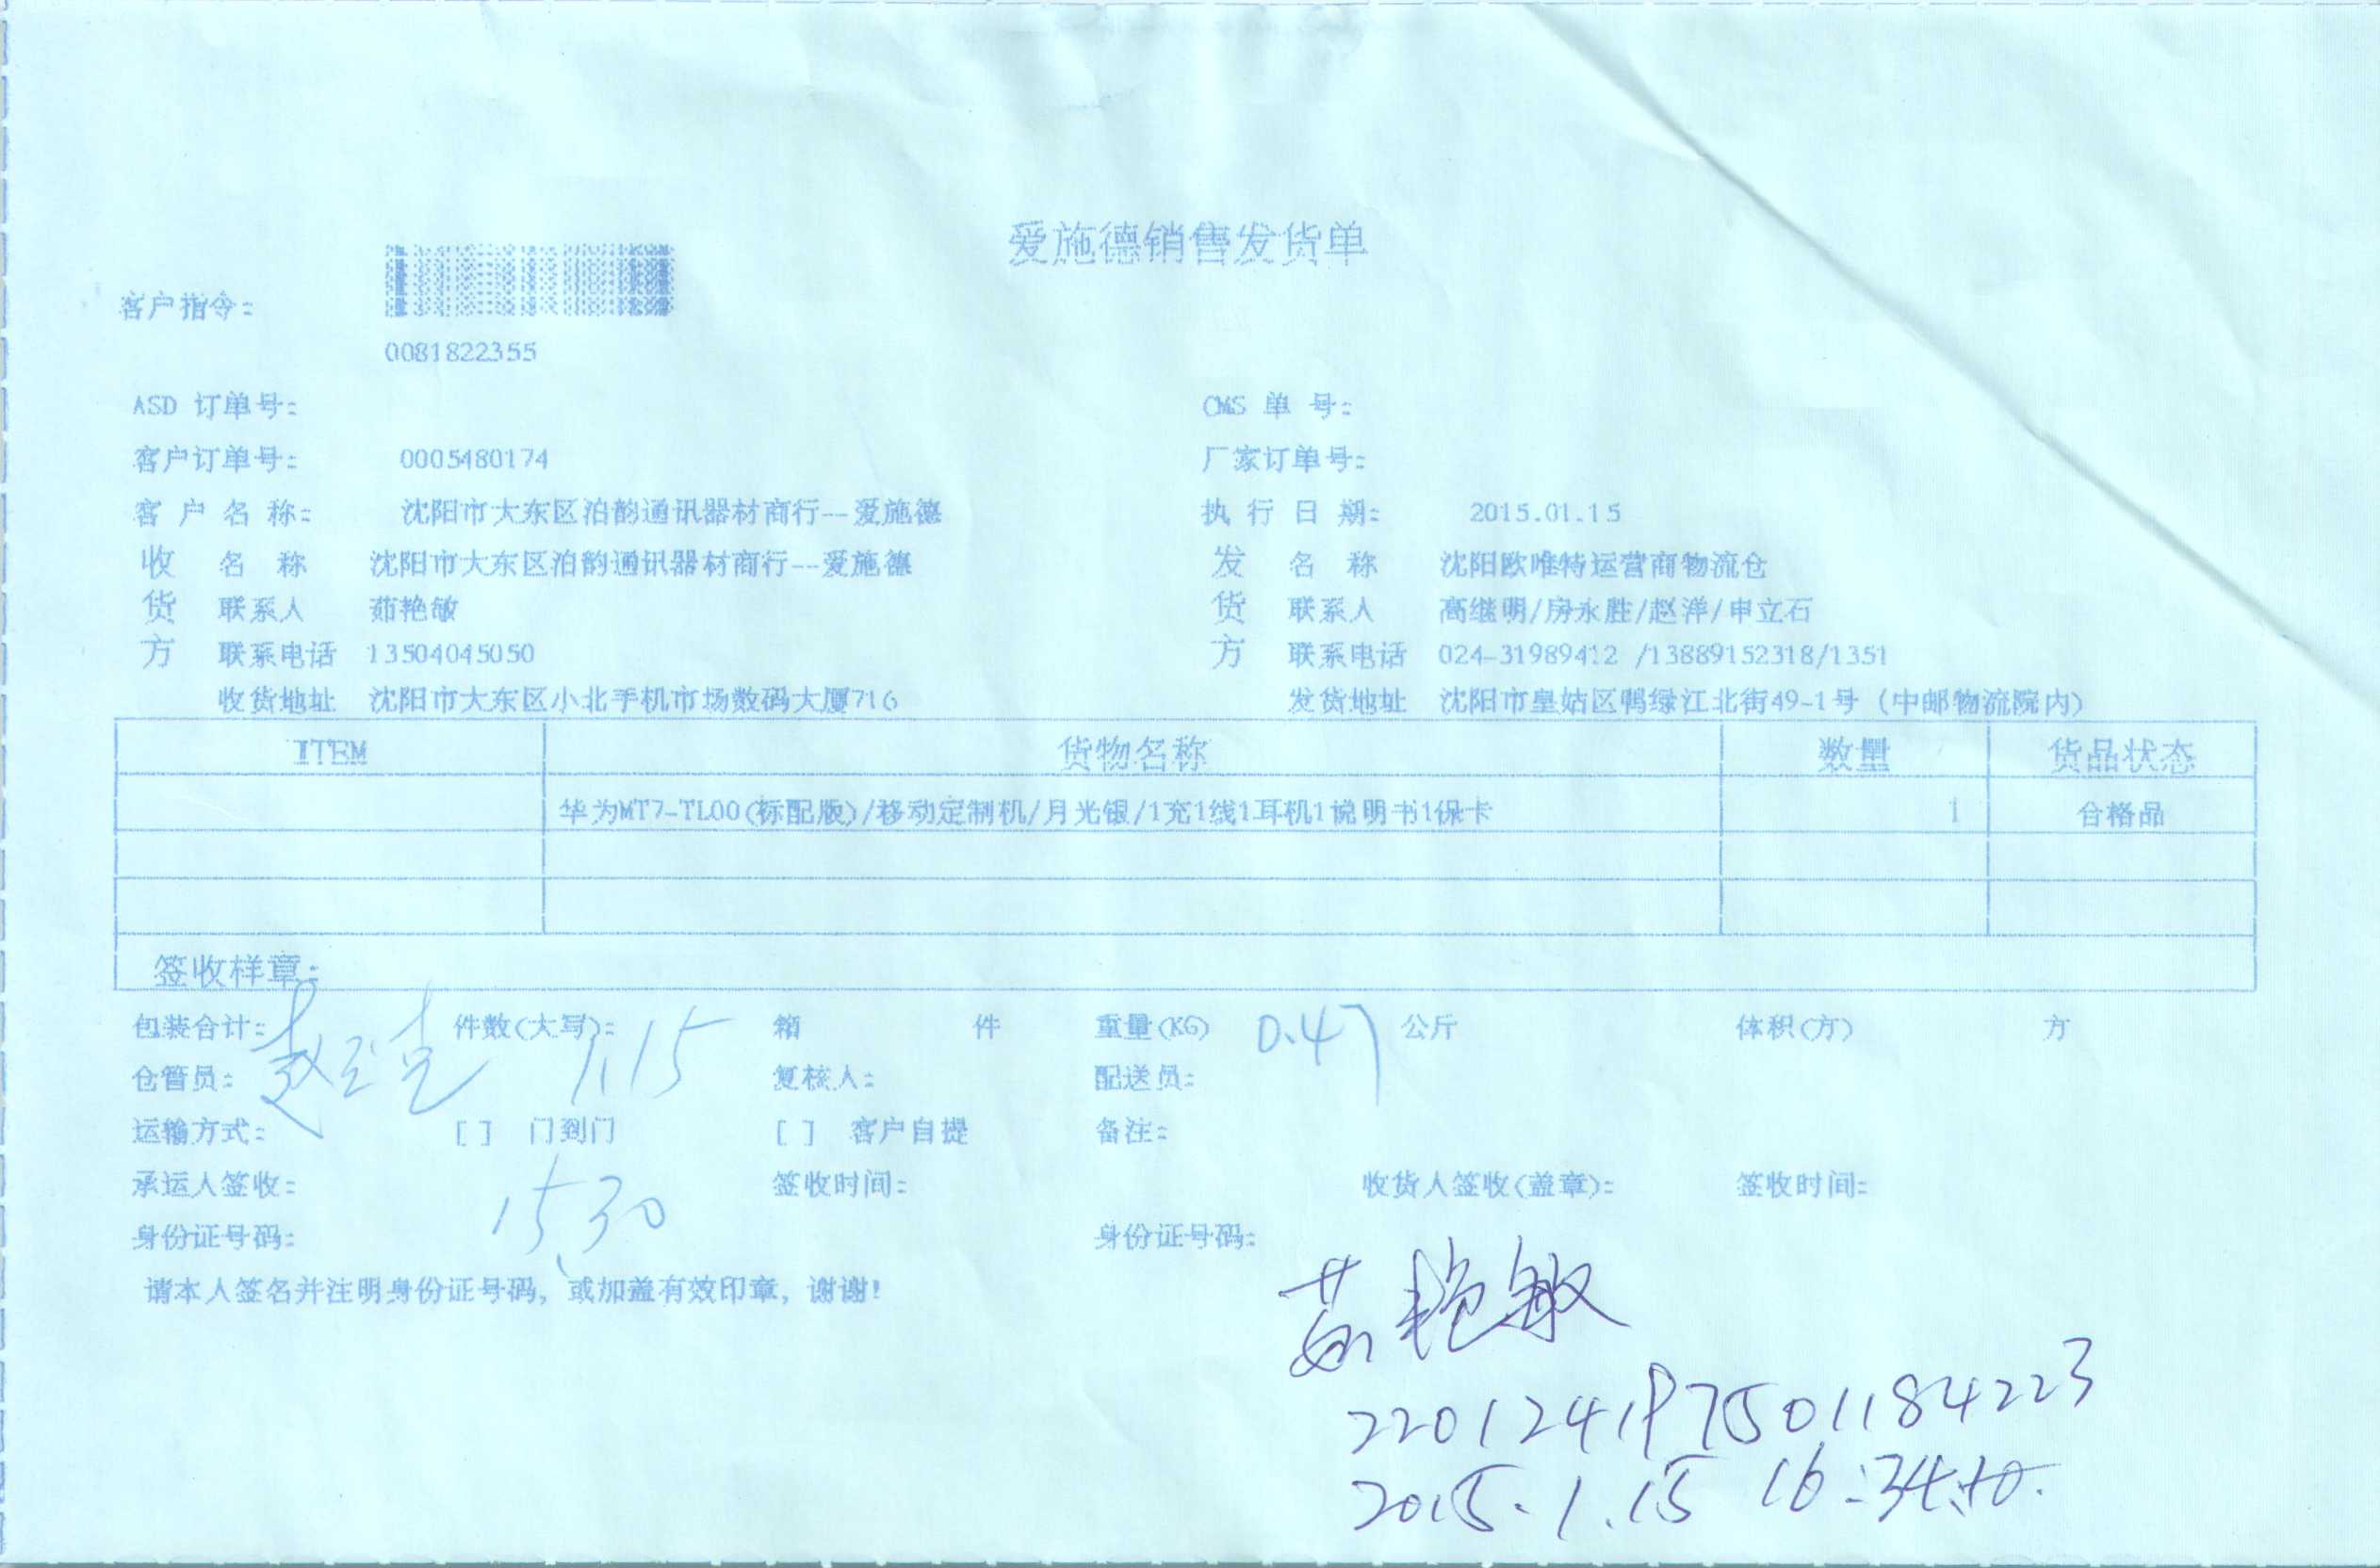 爱施德销售发货单
客户指令:
0081822355
ASD 订单号: CMS 单 号:
客户订单号: 0005480174 厂家订单号:
客 户 名 称: 沈阳市大东区泊韵通讯器材商行--爱施德 执 行 日 期: 2015.01.15
收 名 称 沈阳市大东区泊韵通讯器材商行--爱施德 发 名 称 沈阳欧唯特运营商物流仓
货 联系人 茹艳敏 货 联系人 高继明/房永胜/赵洋/申立石
方 联系电话 13504045050 方 联系电话 024-31989412 /13889152318/1351
收货地址 沈阳市大东区小北手机市场数码大厦716 发货地址 沈阳市皇姑区鸭绿江北街49-1号 (中邮物流院内)
ITEM 货物名称 数量 货品状态
华为MT7-TL00(标配版)/移动定制机/月光银/1充1线1耳机1说明书1保卡 1 合格品
签收样章:
包装合计: 件数(大写): 箱 件 重量(KG) 0.47 公斤 体积(方) 方
仓管员: 1.15 复核人: 配送员:
运输方式: [ ] 门到门 [ ] 客户自提 备注:
承运人签收: 签收时间: 收货人签收(盖章): 签收时间:
15.30
身份证号码: 身份证号码:
请本人签名并注明身份证号码, 或加盖有效印章, 谢谢!
茹艳敏
220124197501184223
2015.1.15 16:34